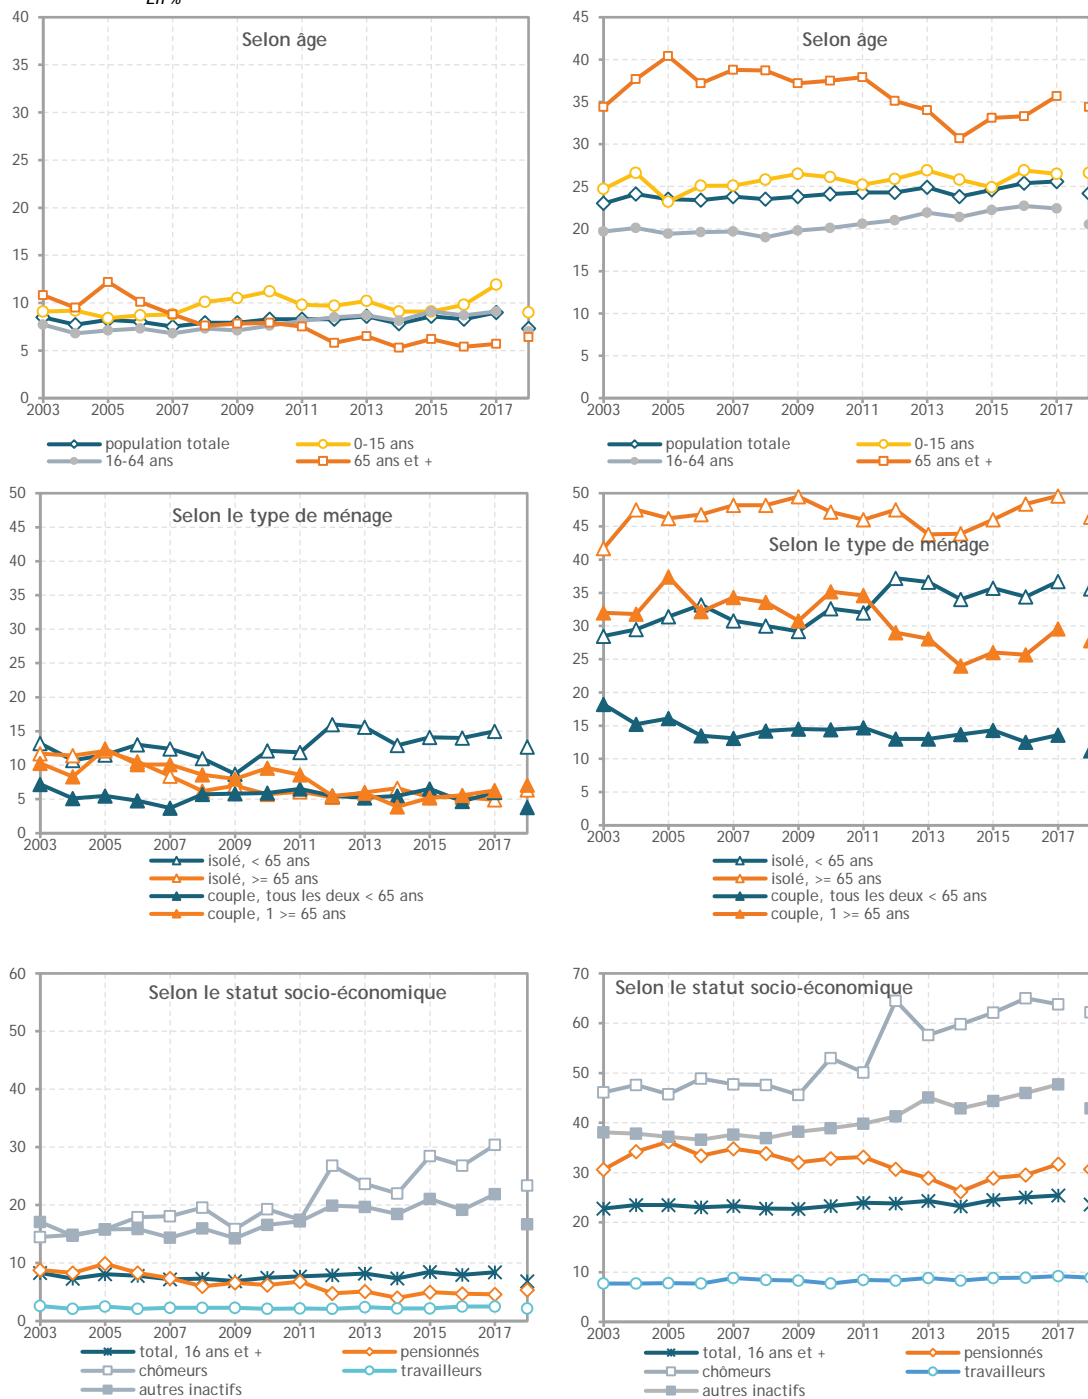 En %
Selon âge
40
35
30
25
20
15
10
5
0
2003 2005 2007 2009 2011 2013 2015 2017
population totale 0-15 ans
16-64 ans 65 ans et +
Selon âge
45
40
35
30
25
20
15
10
5
0
2003 2005 2007 2009 2011 2013 2015 2017
population totale 0-15 ans
16-64 ans 65 ans et +
Selon le type de ménage
50
45
40
35
30
25
20
15
10
5
0
2003 2005 2007 2009 2011 2013 2015 2017
isolé, < 65 ans
isolé, >= 65 ans
couple, tous les deux < 65 ans
couple, 1 >= 65 ans
Selon le type de ménage
50
45
40
35
30
25
20
15
10
5
0
2003 2005 2007 2009 2011 2013 2015 2017
isolé, < 65 ans
isolé, >= 65 ans
couple, tous les deux < 65 ans
couple, 1 >= 65 ans
Selon le statut socio-économique
60
50
40
30
20
10
0
2003 2005 2007 2009 2011 2013 2015 2017
total, 16 ans et + pensionnés
chômeurs travailleurs
autres inactifs
Selon le statut socio-économique
70
60
50
40
30
20
10
0
2003 2005 2007 2009 2011 2013 2015 2017
total, 16 ans et + pensionnés
chômeurs travailleurs
autres inactifs